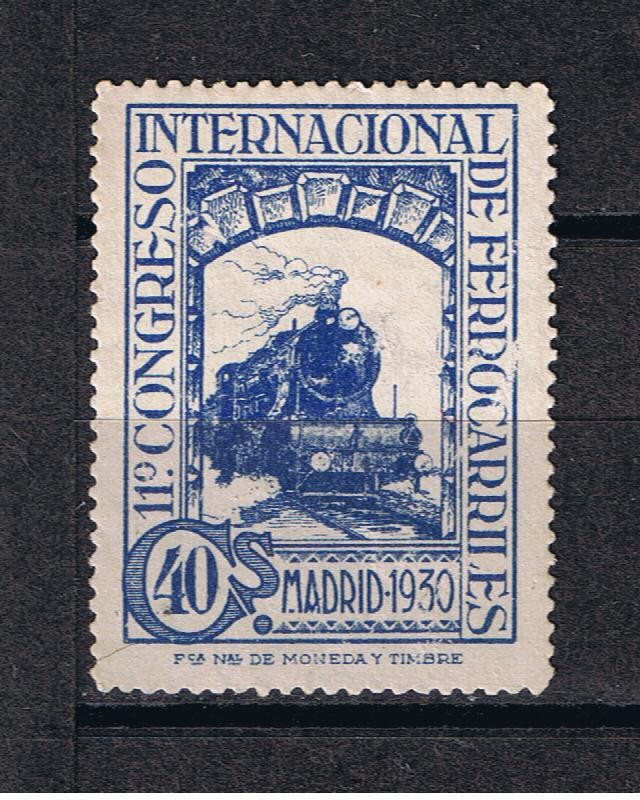 11º. CONGRESO
INTERNACIONAL
DE FERROCARRILES
40 Cs.
MADRID·1930
FCA NAL DE MONEDA Y TIMBRE